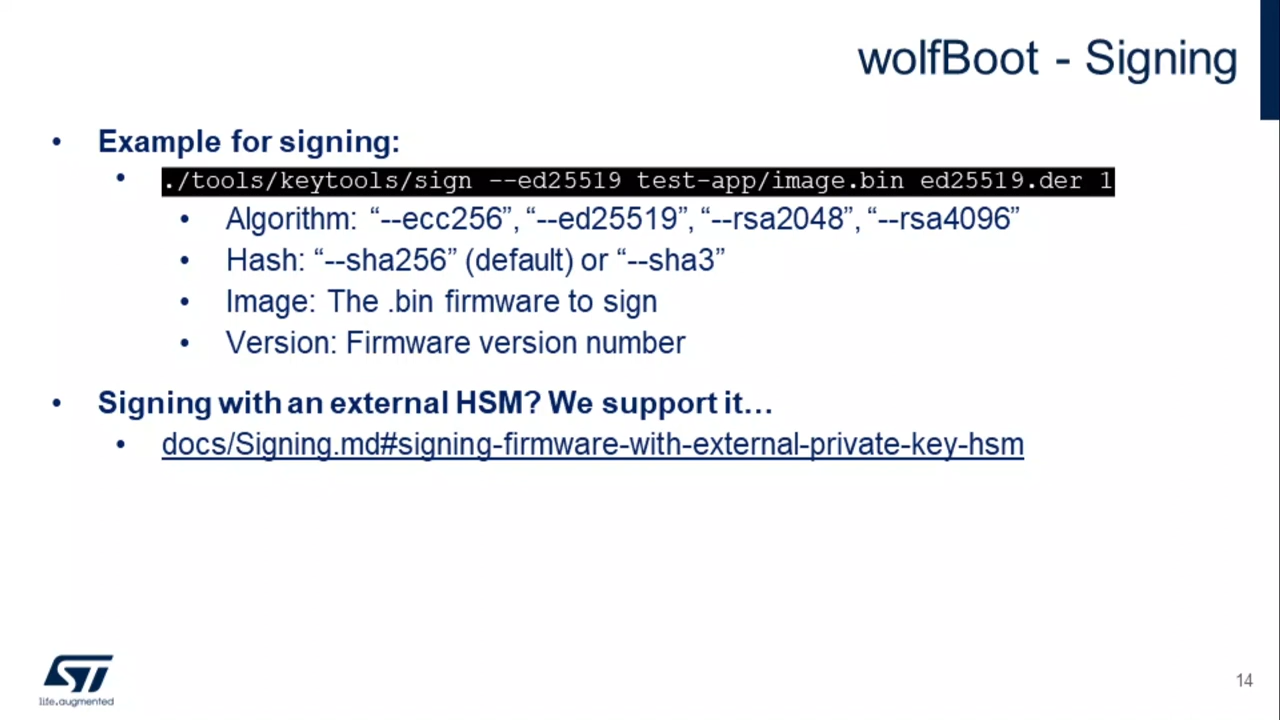 wolfBoot - Signing
• Example for signing:
• ./tools/keytools/sign --ed25519 test-app/image.bin ed25519.der 1
• Algorithm: “--ecc256”, “--ed25519”, “--rsa2048”, “--rsa4096”
• Hash: “--sha256” (default) or “--sha3”
• Image: The .bin firmware to sign
• Version: Firmware version number
• Signing with an external HSM? We support it…
• docs/Signing.md#signing-firmware-with-external-private-key-hsm
ST
life.augmented
14